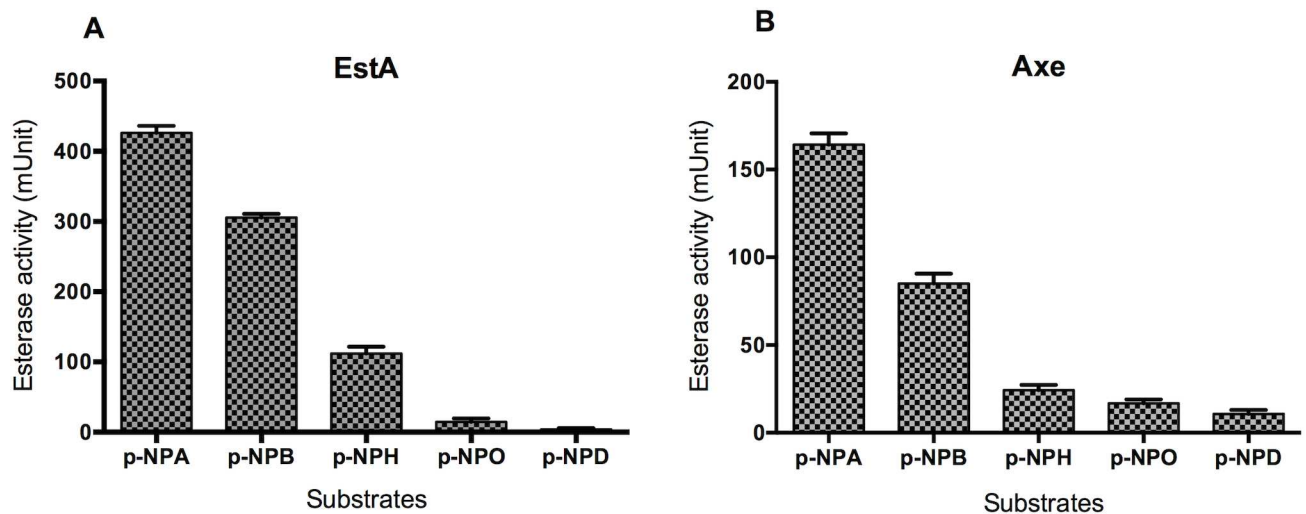 A
EstA
Esterase activity (mUnit)
500
400
300
200
100
0
p-NPA p-NPB p-NPH p-NPO p-NPD
Substrates
B
Axe
Esterase activity (mUnit)
200
150
100
50
0
p-NPA p-NPB p-NPH p-NPO p-NPD
Substrates